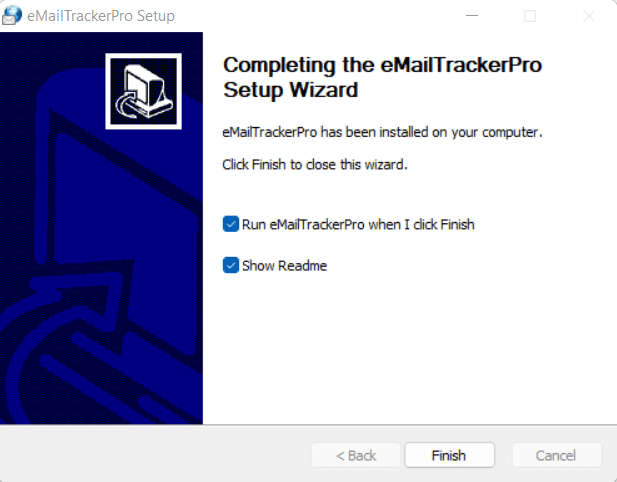 eMailTrackerPro Setup
Completing the eMailTrackerPro
Setup Wizard
eMailTrackerPro has been installed on your computer.
Click Finish to close this wizard.
Run eMailTrackerPro when I click Finish
Show Readme
< Back
Finish
Cancel